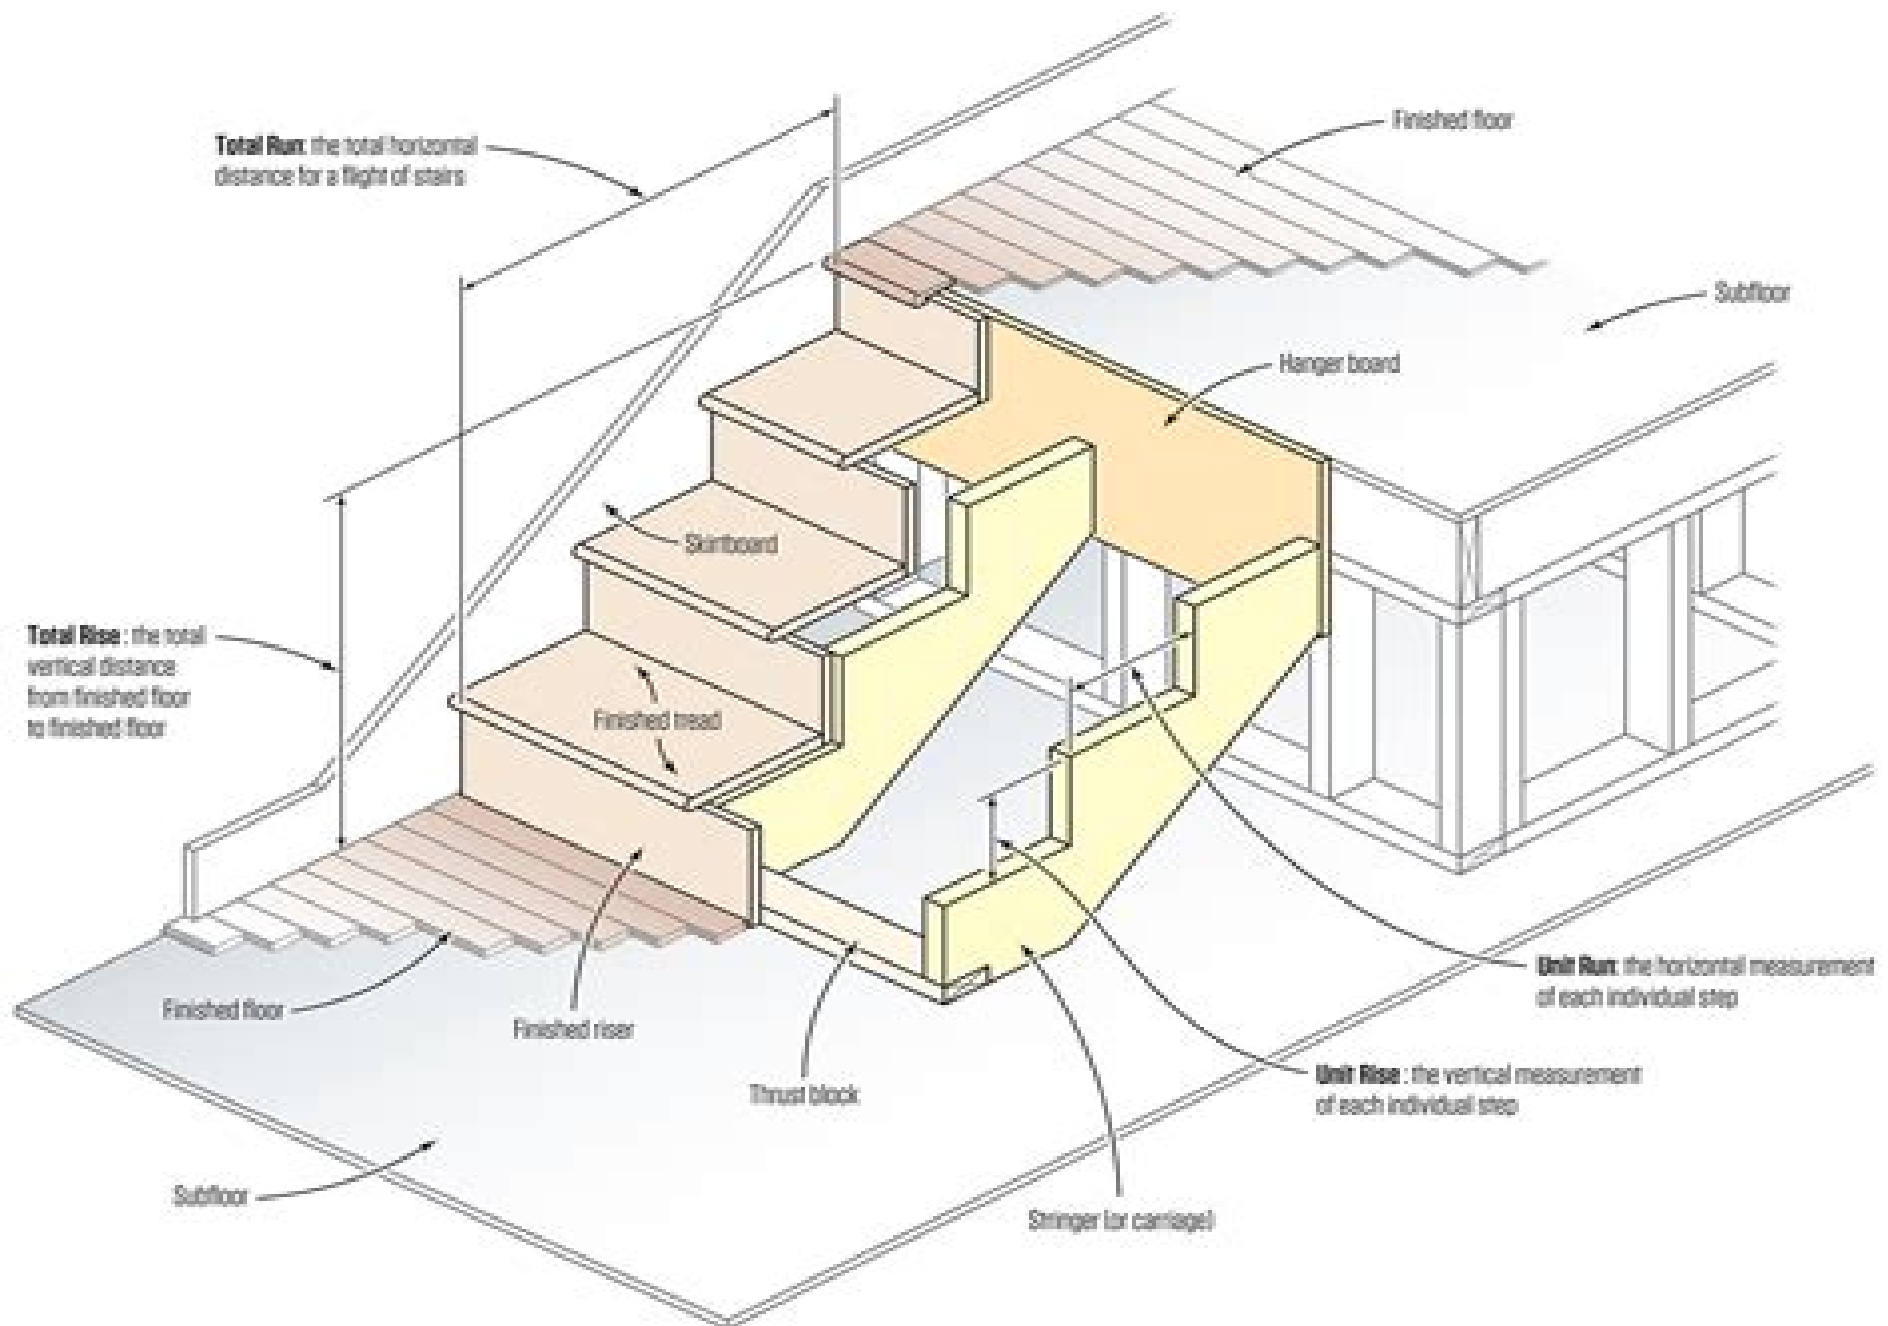 Total Run: the total horizontal
distance for a flight of stairs
Finished floor
Subfloor
Hanger board
Skirtboard
Total Rise : the total
vertical distance
from finished floor
to finished floor
Finished tread
Finished floor
Finished riser
Thrust block
Unit Run: the horizontal measurement
of each individual step
Unit Rise : the vertical measurement
of each individual step
Subfloor
Stringer (or carriage)